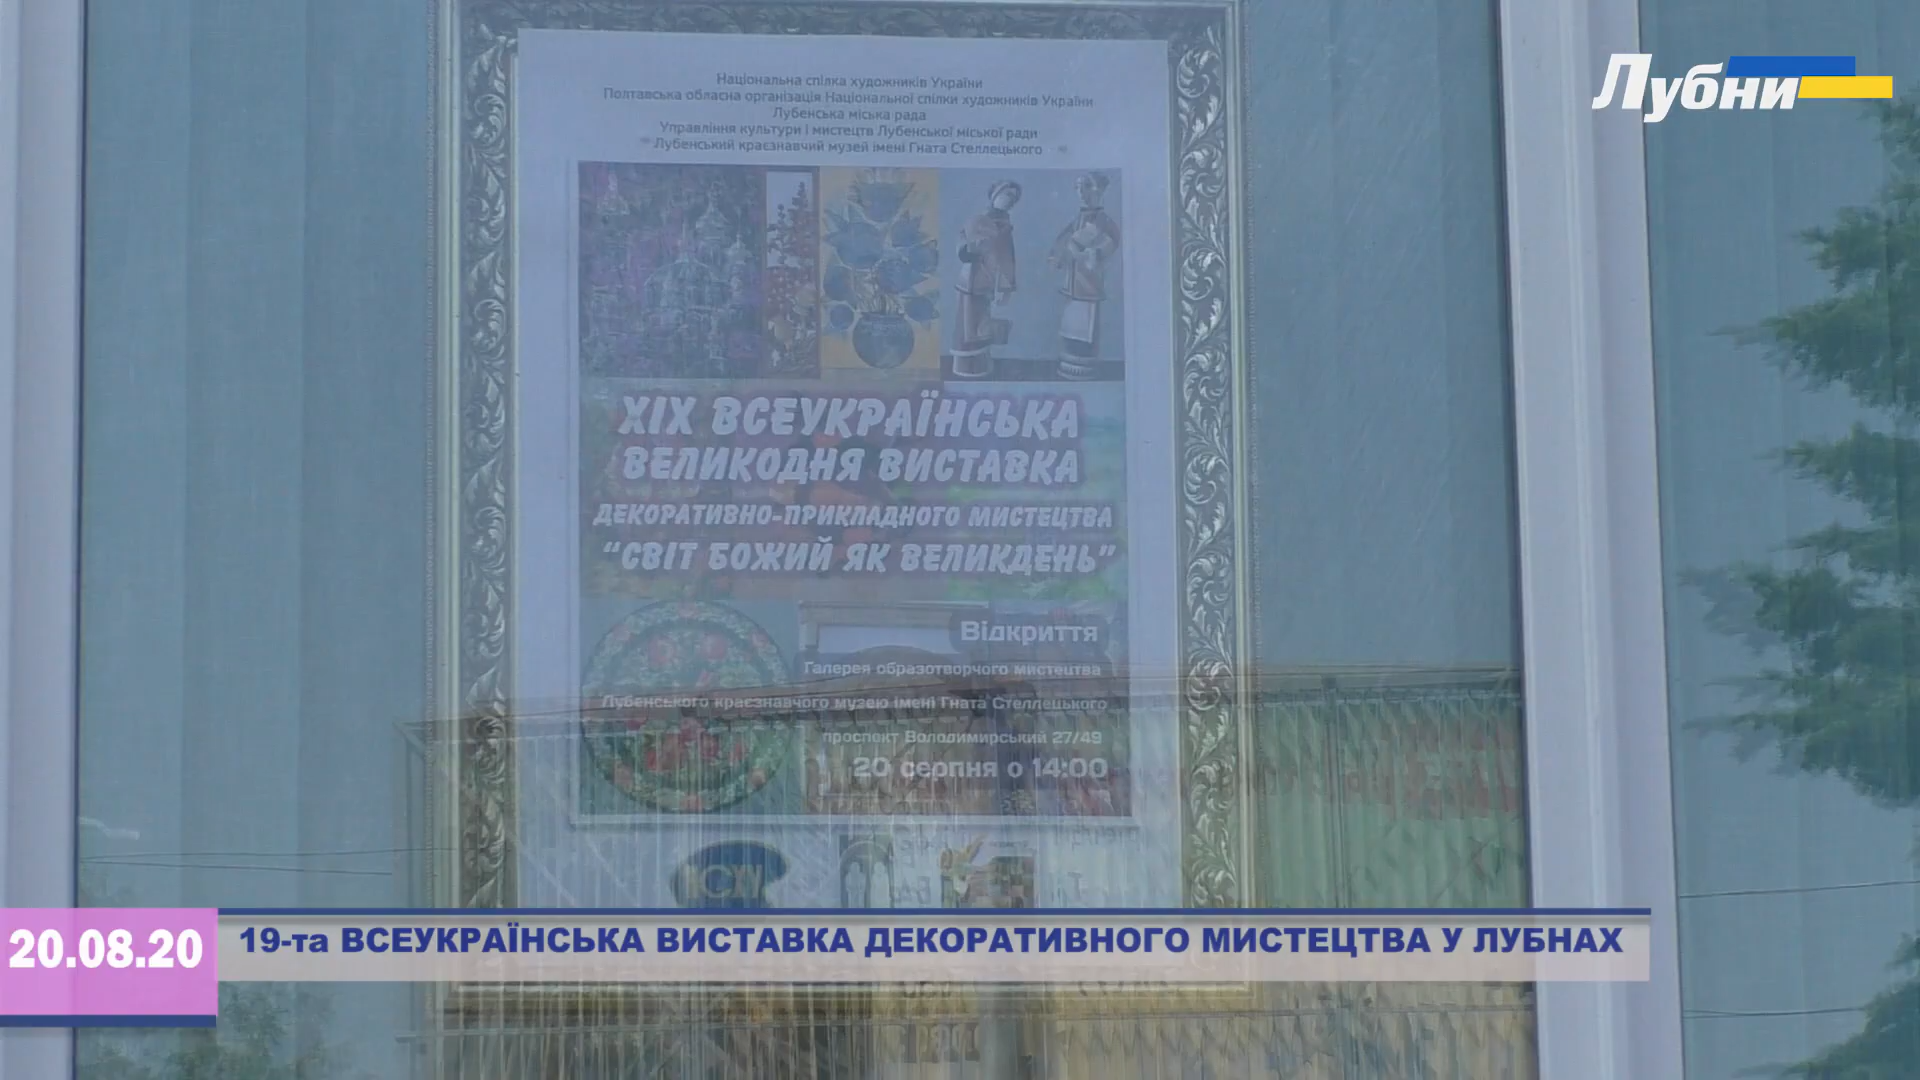 Лубни
Національна спілка художників України
Полтавська обласна організація Національної спілки художників України
Лубенська міська рада
Управління культури і мистецтв Лубенської міської ради
Лубенський краєзнавчий музей імені Гната Стеллецького
XIX ВСЕУКРАЇНСЬКА
ВЕЛИКОДНЯ ВИСТАВКА
ДЕКОРАТИВНО-ПРИКЛАДНОГО МИСТЕЦТВА
“СВІТ БОЖИЙ ЯК ВЕЛИКДЕНЬ”
Відкриття
Галерея образотворчого мистецтва
Лубенського краєзнавчого музею імені Гната Стеллецького
проспект Володимирський 27/49
20 серпня о 14:00
20.08.20
19-та ВСЕУКРАЇНСЬКА ВИСТАВКА ДЕКОРАТИВНОГО МИСТЕЦТВА У ЛУБНАХ